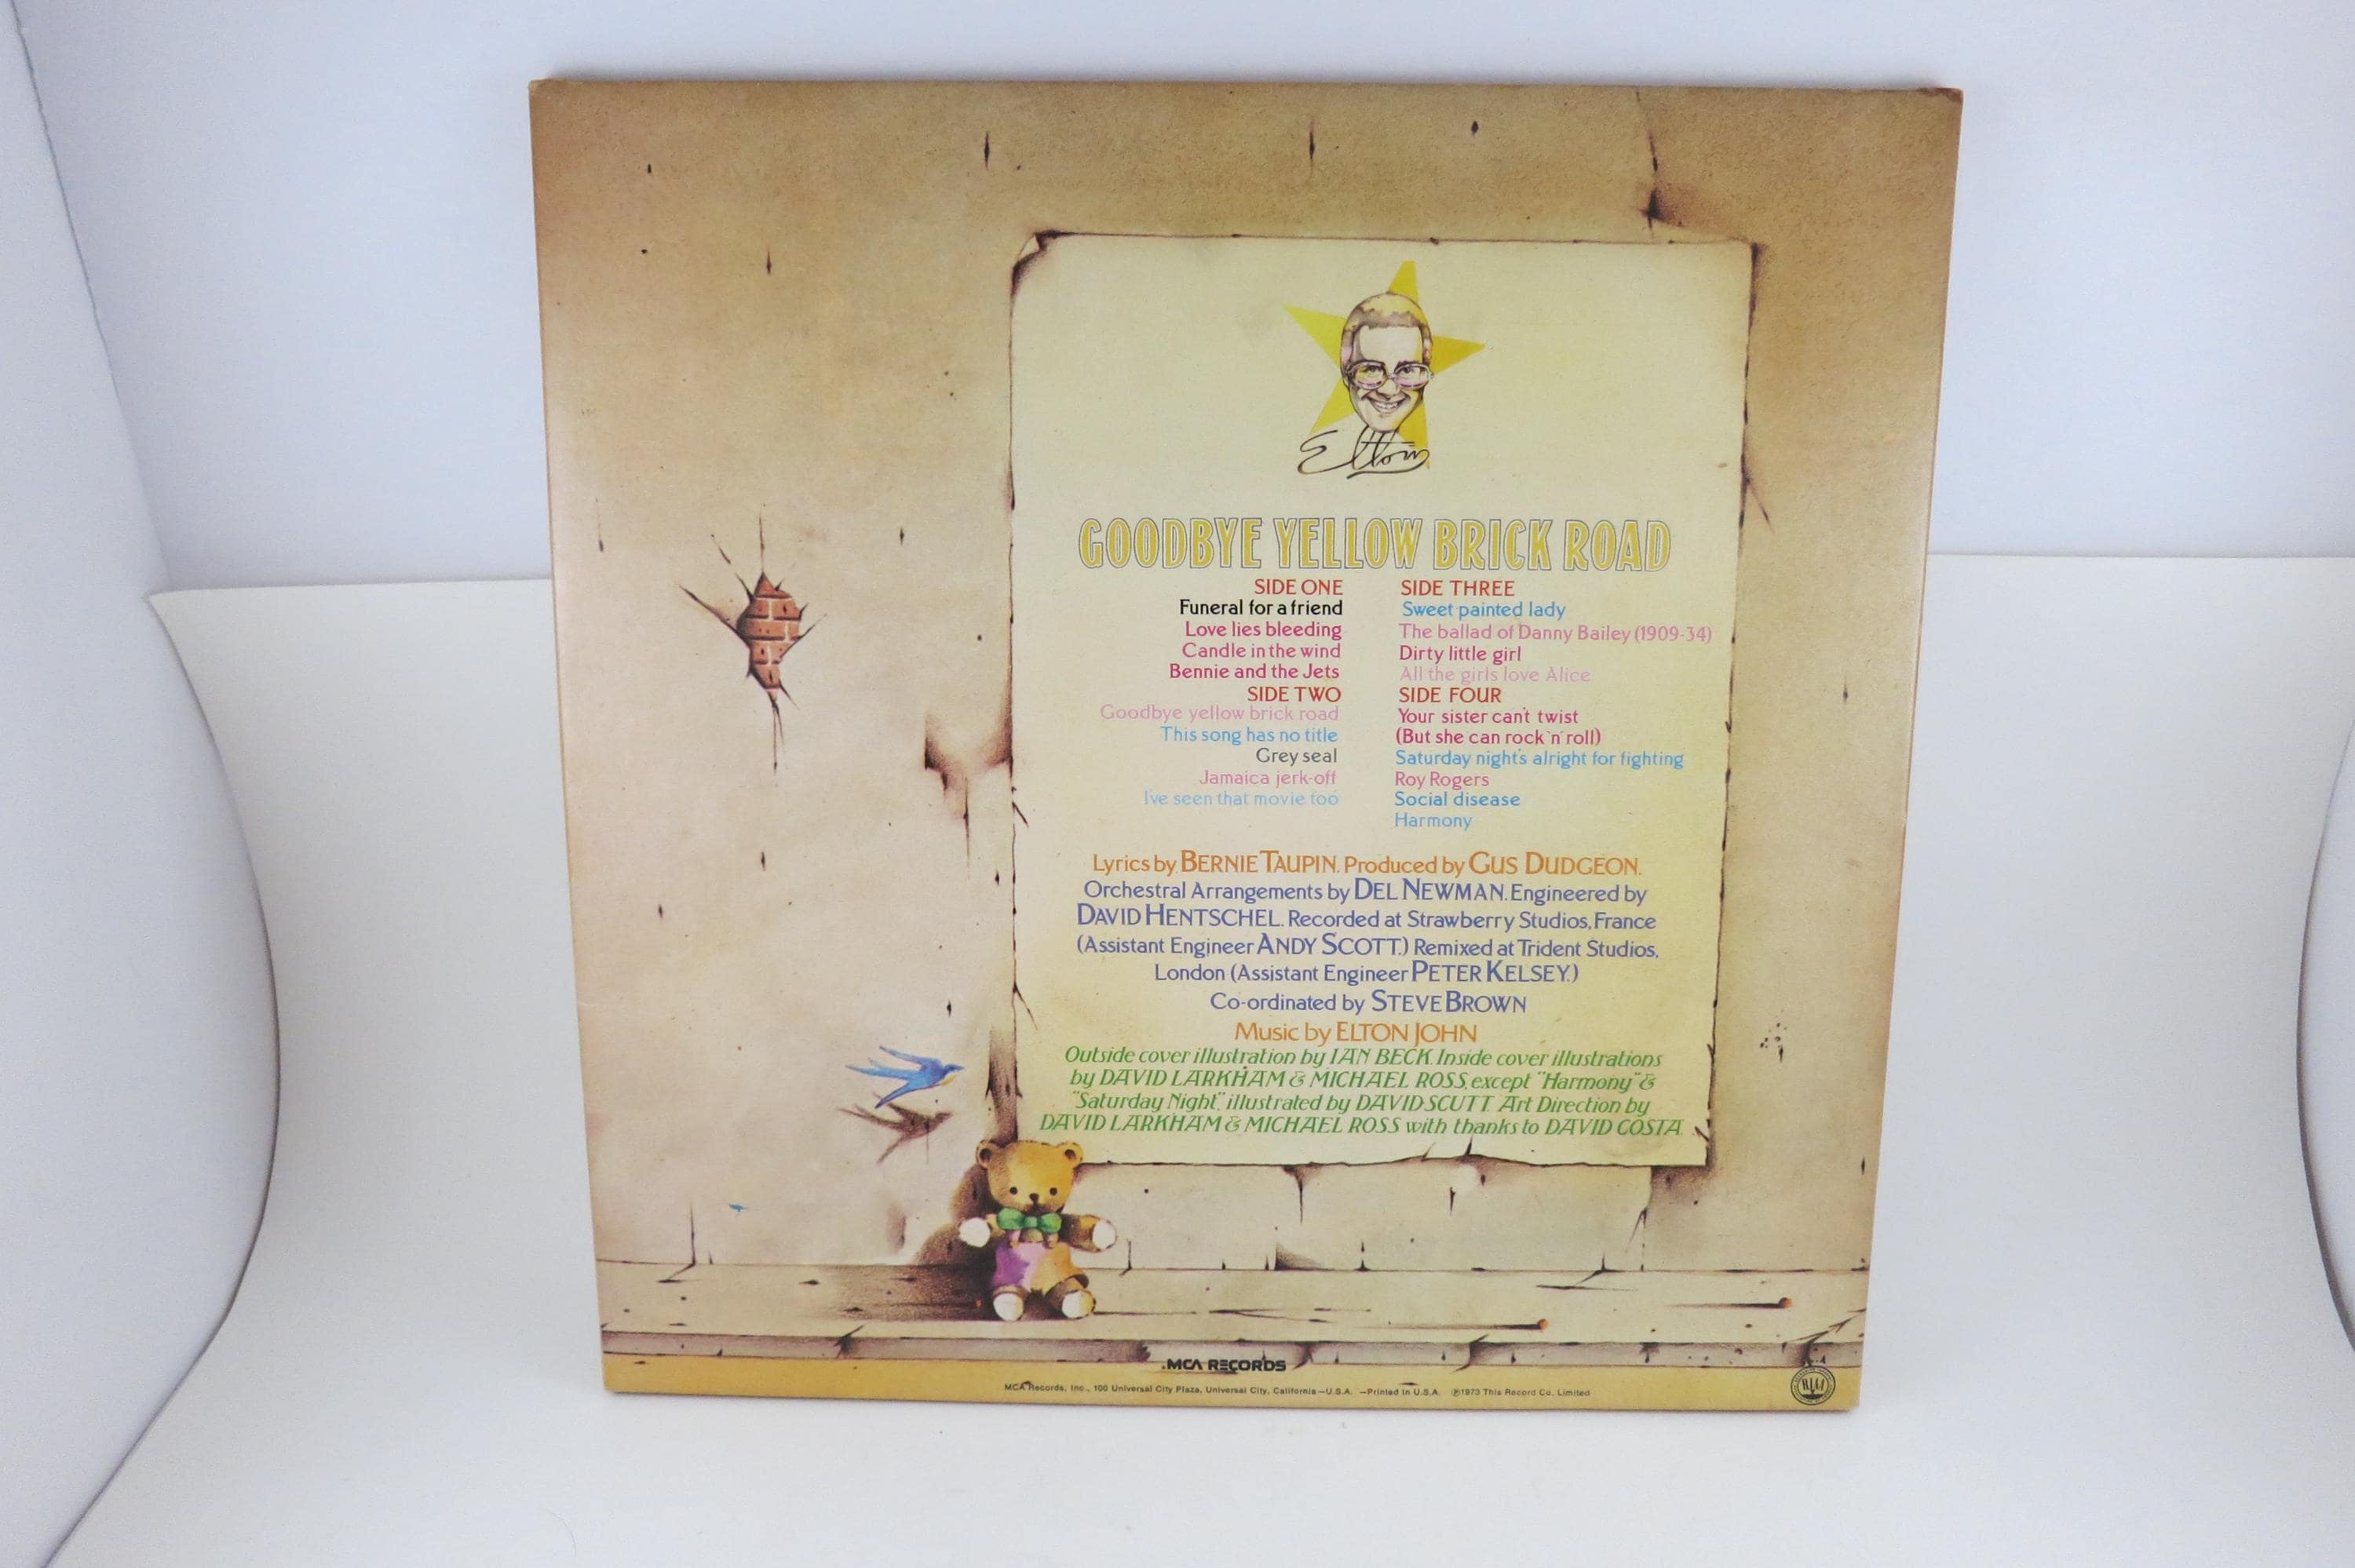 Elton
GOODBYE YELLOW BRICK ROAD
SIDE ONE
Funeral for a friend
Love lies bleeding
Candle in the wind
Bennie and the Jets
SIDE TWO
Goodbye yellow brick road
This song has no title
Grey seal
Jamaica jerk-off
I've seen that movie too
SIDE THREE
Sweet painted lady
The ballad of Danny Bailey (1909-34)
Dirty little girl
All the girls love Alice
SIDE FOUR
Your sister can't twist
(But she can rock 'n' roll)
Saturday night's alright for fighting
Roy Rogers
Social disease
Harmony
Lyrics by BERNIE TAUPIN. Produced by GUS DUDGEON.
Orchestral Arrangements by DEL NEWMAN. Engineered by
DAVID HENTSCHEL. Recorded at Strawberry Studios, France
(Assistant Engineer ANDY SCOTT.) Remixed at Trident Studios,
London (Assistant Engineer PETER KELSEY.)
Co-ordinated by STEVE BROWN
Music by ELTON JOHN
Outside cover illustration by IAN BECK. Inside cover illustrations
by DAVID LARKHAM & MICHAEL ROSS, except "Harmony" &
"Saturday Night", illustrated by DAVID SCUTT. Art Direction by
DAVID LARKHAM & MICHAEL ROSS with thanks to DAVID COSTA
MCA RECORDS
MCA Records, Inc., 100 Universal City Plaza, Universal City, California—U.S.A. —Printed in U.S.A. ℗1973 This Record Co. Limited